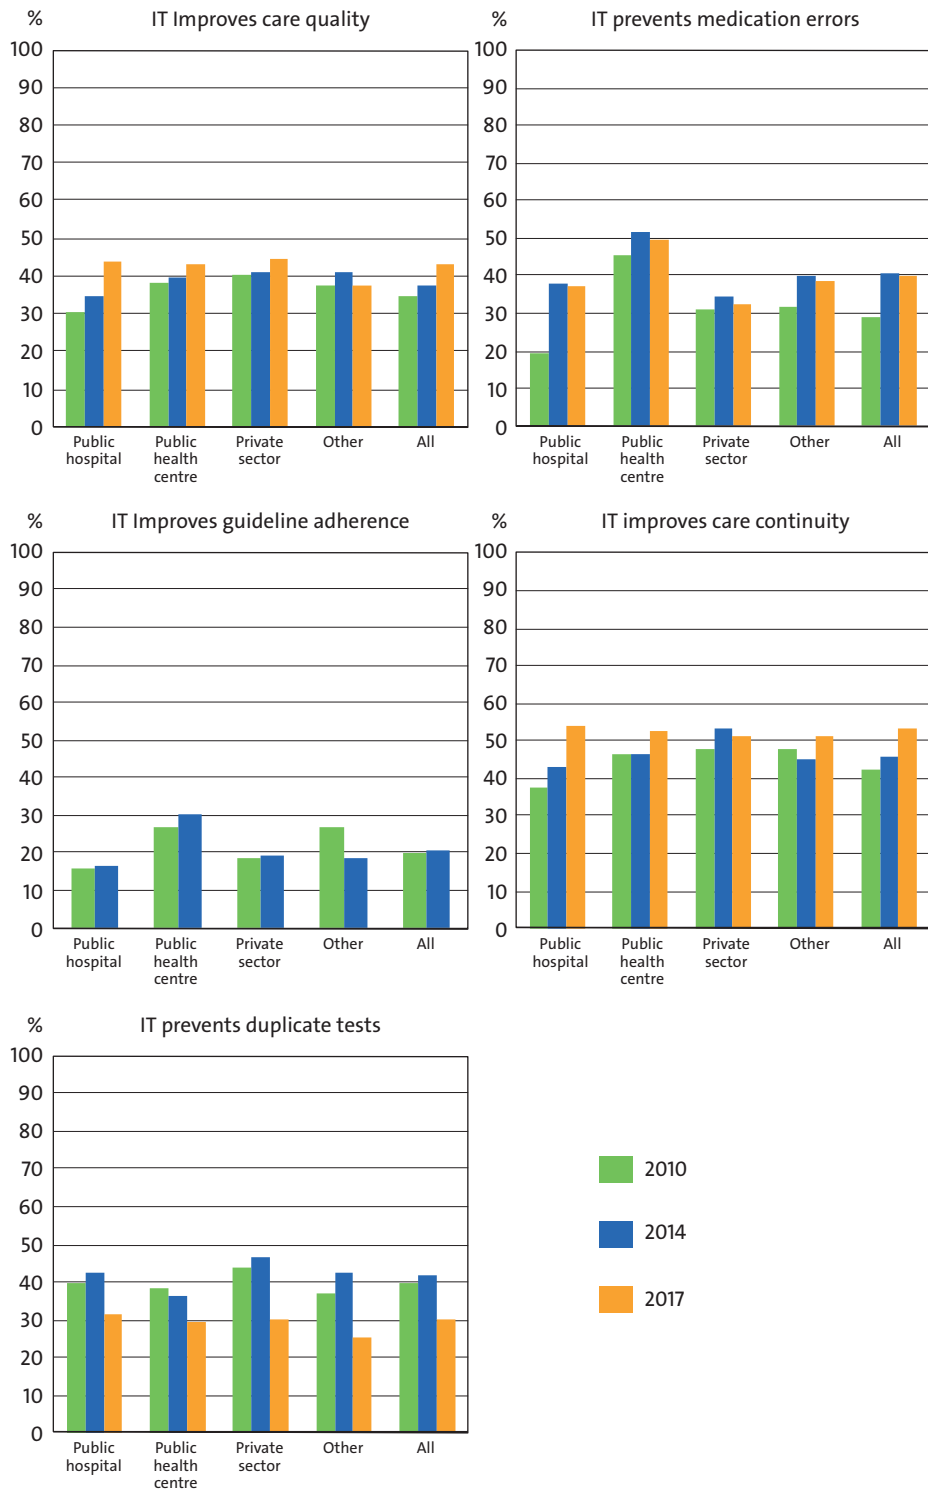 % IT Improves care quality
100
90
80
70
60
50
40
30
20
10
0
Public hospital
Public health centre
Private sector
Other
All
% IT prevents medication errors
100
90
80
70
60
50
40
30
20
10
0
Public hospital
Public health centre
Private sector
Other
All
% IT Improves guideline adherence
100
90
80
70
60
50
40
30
20
10
0
Public hospital
Public health centre
Private sector
Other
All
% IT improves care continuity
100
90
80
70
60
50
40
30
20
10
0
Public hospital
Public health centre
Private sector
Other
All
% IT prevents duplicate tests
100
90
80
70
60
50
40
30
20
10
0
Public hospital
Public health centre
Private sector
Other
All
2010
2014
2017